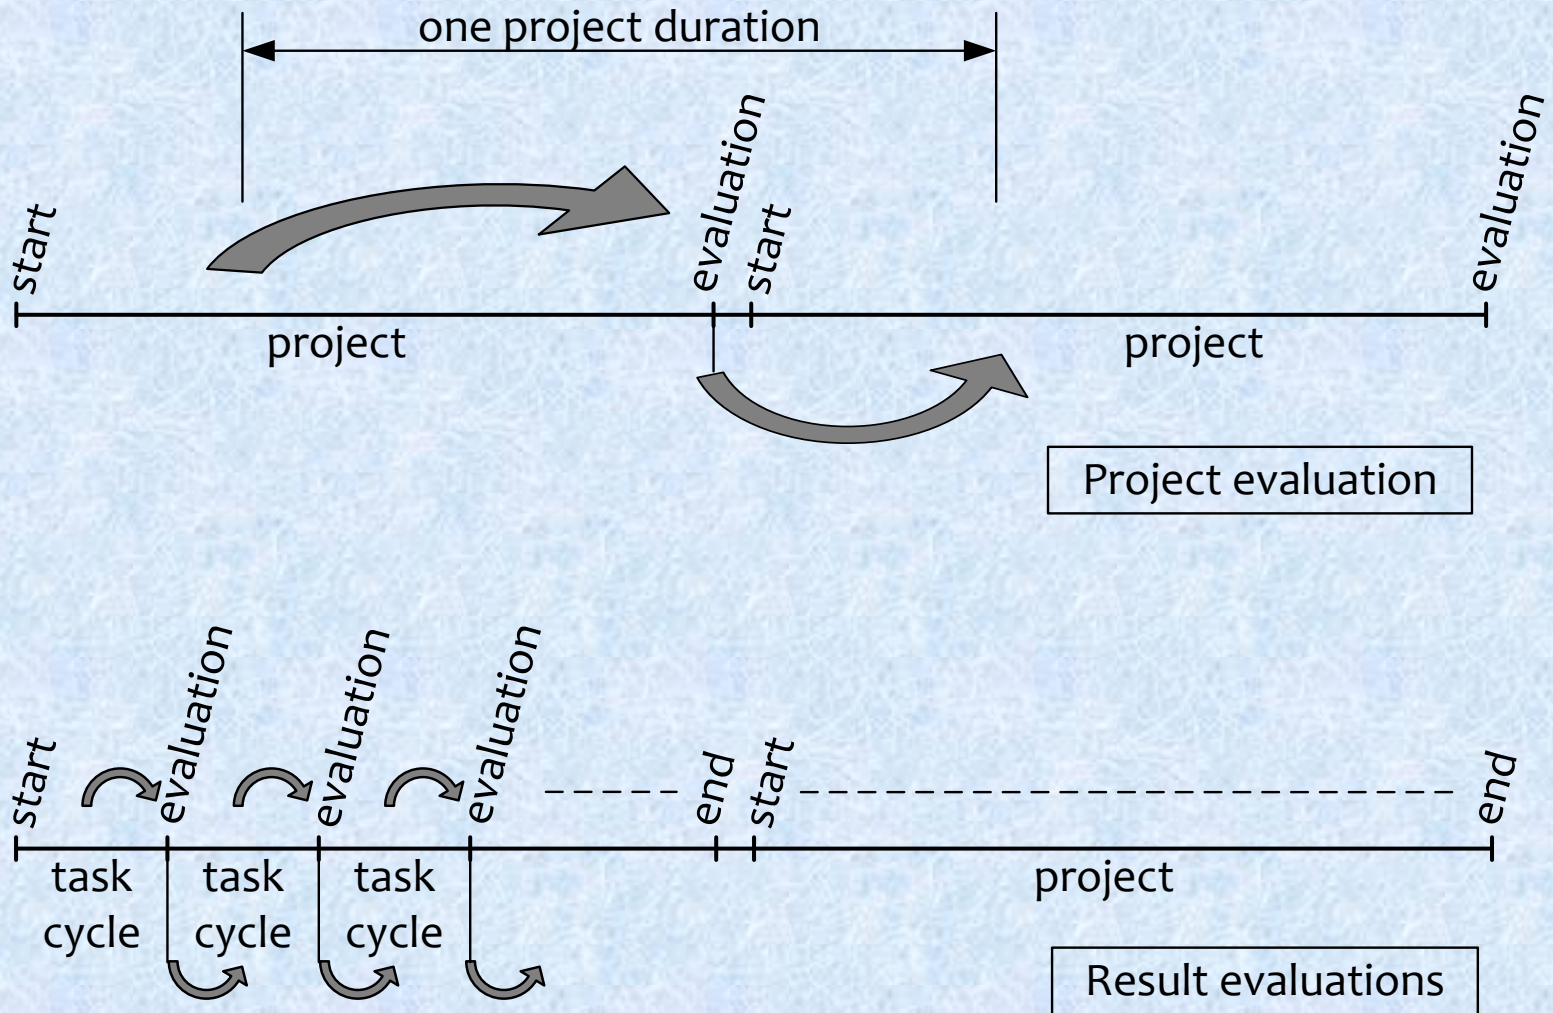 one project duration
start
evaluation
start
evaluation
project
project
Project evaluation
start
evaluation
evaluation
evaluation
end
start
end
task
cycle
task
cycle
task
cycle
project
Result evaluations